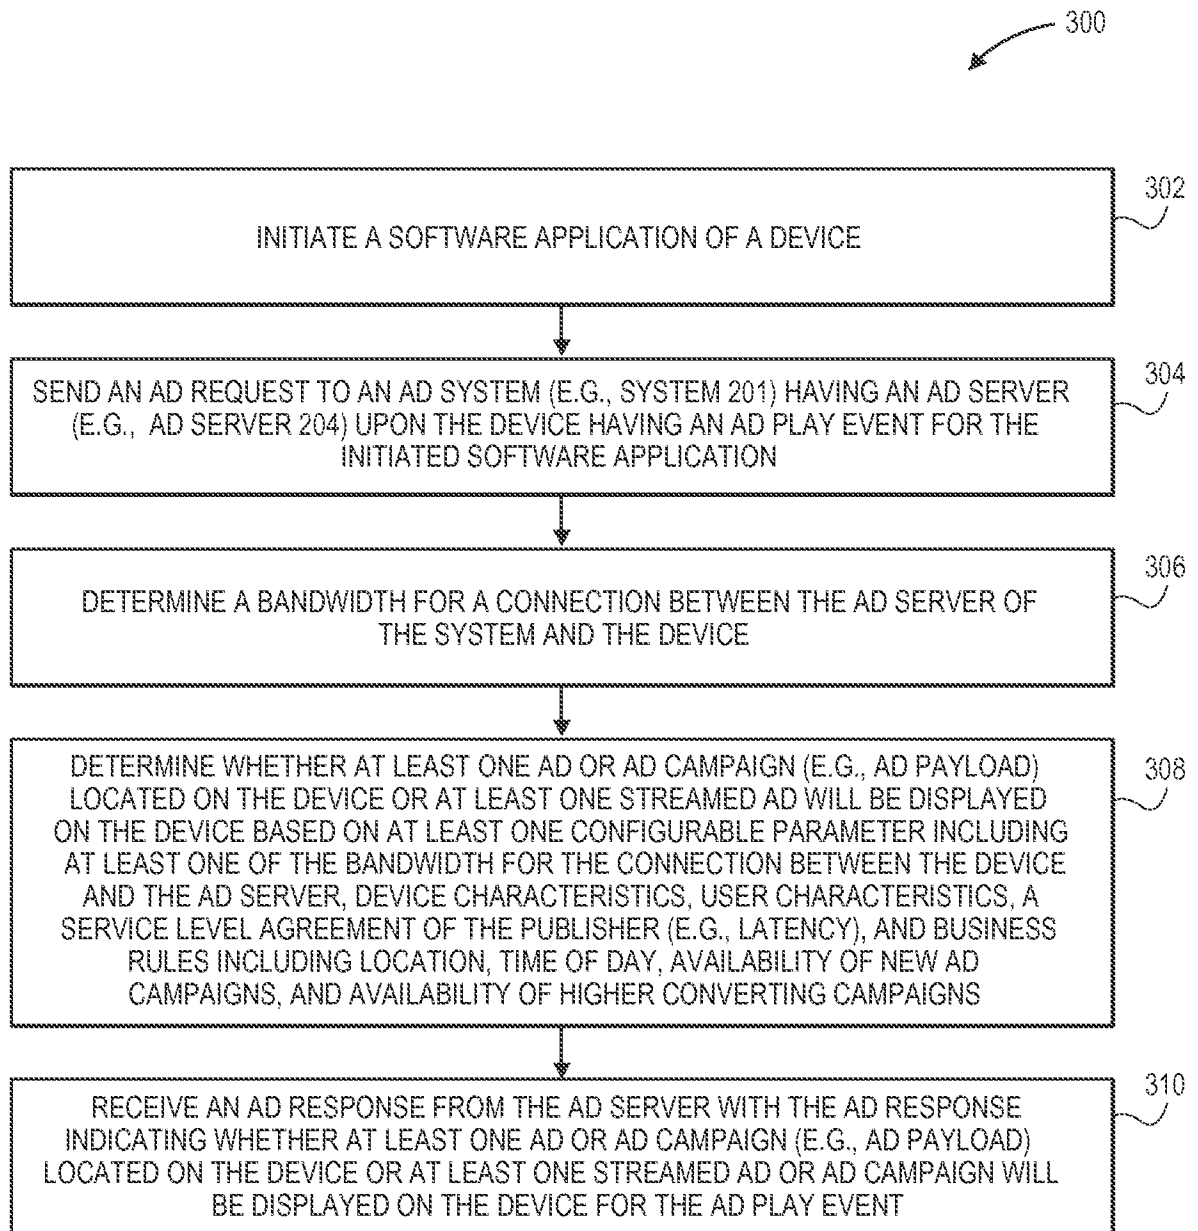 300
302
INITIATE A SOFTWARE APPLICATION OF A DEVICE
304
SEND AN AD REQUEST TO AN AD SYSTEM (E.G., SYSTEM 201) HAVING AN AD SERVER
(E.G., AD SERVER 204) UPON THE DEVICE HAVING AN AD PLAY EVENT FOR THE
INITIATED SOFTWARE APPLICATION
306
DETERMINE A BANDWIDTH FOR A CONNECTION BETWEEN THE AD SERVER OF
THE SYSTEM AND THE DEVICE
308
DETERMINE WHETHER AT LEAST ONE AD OR AD CAMPAIGN (E.G., AD PAYLOAD)
LOCATED ON THE DEVICE OR AT LEAST ONE STREAMED AD WILL BE DISPLAYED
ON THE DEVICE BASED ON AT LEAST ONE CONFIGURABLE PARAMETER INCLUDING
AT LEAST ONE OF THE BANDWIDTH FOR THE CONNECTION BETWEEN THE DEVICE
AND THE AD SERVER, DEVICE CHARACTERISTICS, USER CHARACTERISTICS, A
SERVICE LEVEL AGREEMENT OF THE PUBLISHER (E.G., LATENCY), AND BUSINESS
RULES INCLUDING LOCATION, TIME OF DAY, AVAILABILITY OF NEW AD
CAMPAIGNS, AND AVAILABILITY OF HIGHER CONVERTING CAMPAIGNS
310
RECEIVE AN AD RESPONSE FROM THE AD SERVER WITH THE AD RESPONSE
INDICATING WHETHER AT LEAST ONE AD OR AD CAMPAIGN (E.G., AD PAYLOAD)
LOCATED ON THE DEVICE OR AT LEAST ONE STREAMED AD OR AD CAMPAIGN WILL
BE DISPLAYED ON THE DEVICE FOR THE AD PLAY EVENT